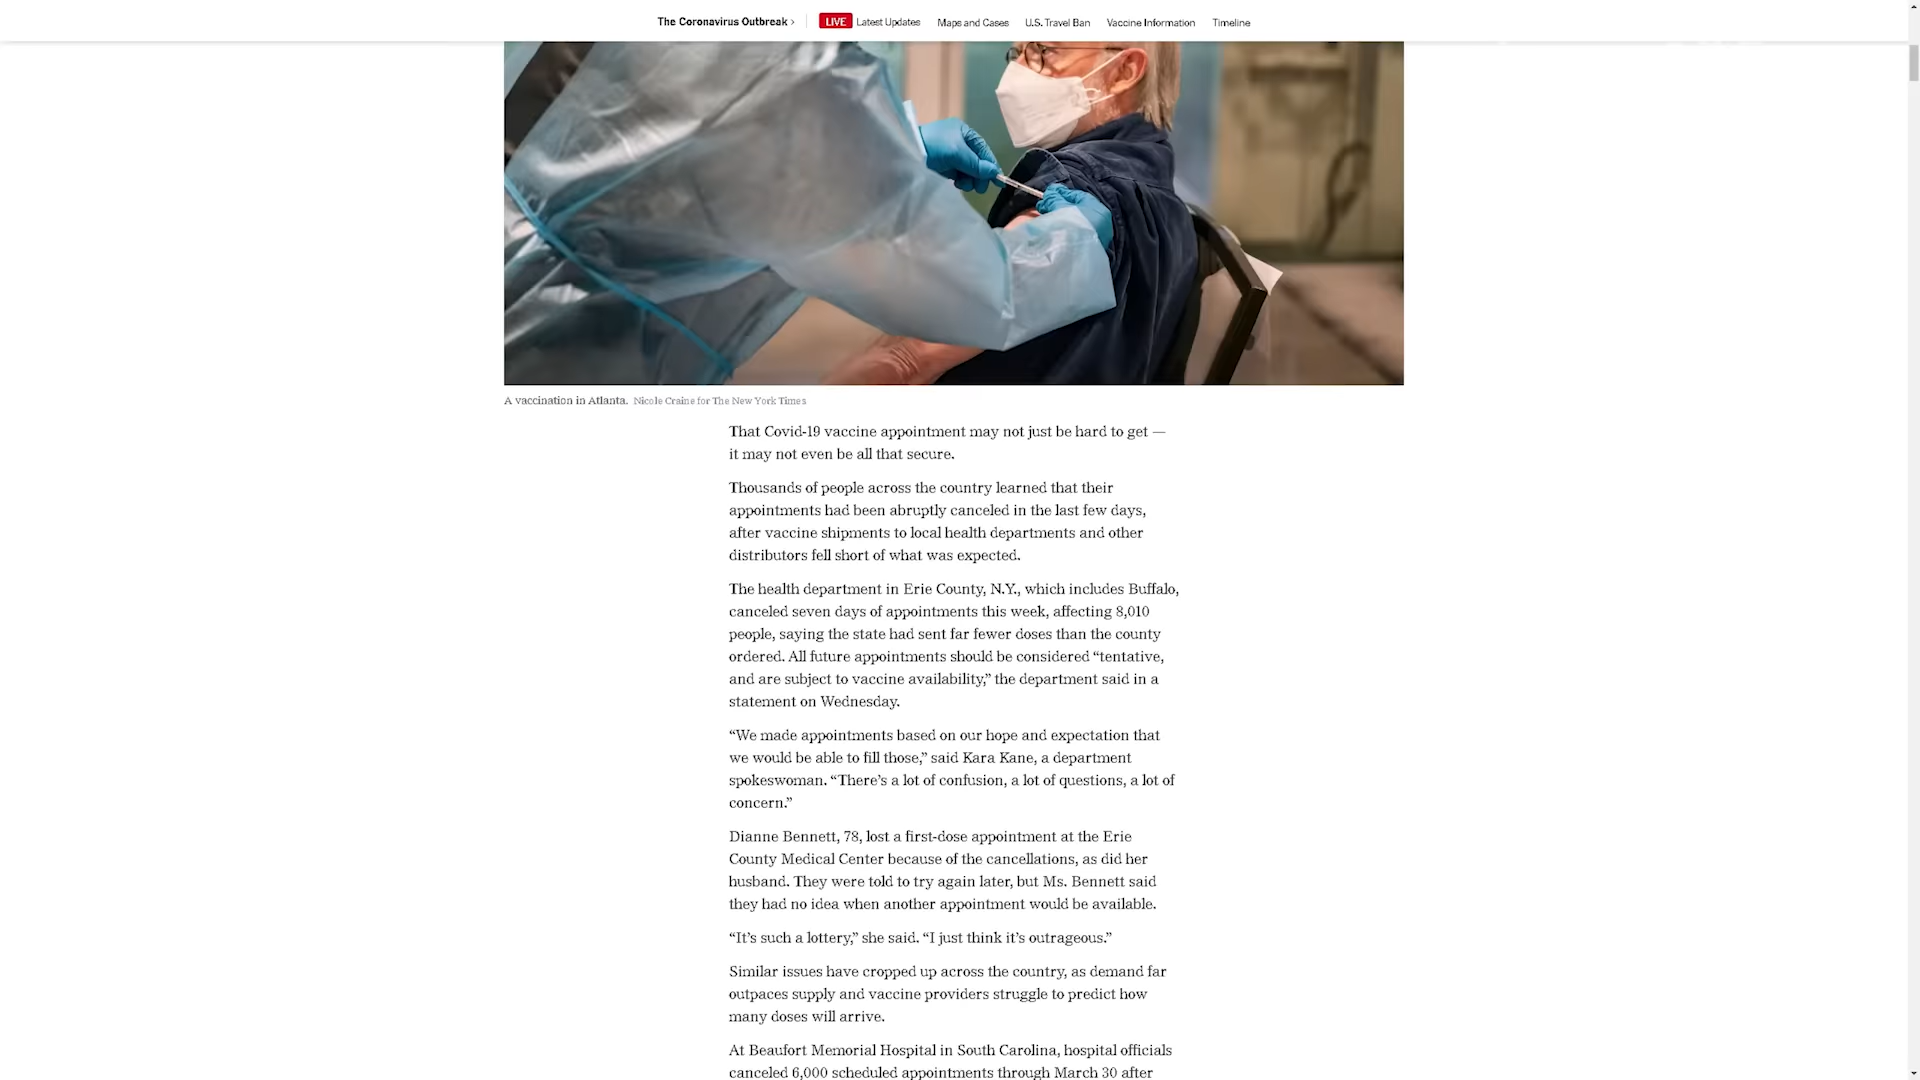 The Coronavirus Outbreak › LIVE Latest Updates Maps and Cases U.S. Travel Ban Vaccine Information Timeline
A vaccination in Atlanta. Nicole Craine for The New York Times
That Covid-19 vaccine appointment may not just be hard to get —
it may not even be all that secure.
Thousands of people across the country learned that their
appointments had been abruptly canceled in the last few days,
after vaccine shipments to local health departments and other
distributors fell short of what was expected.
The health department in Erie County, N.Y., which includes Buffalo,
canceled seven days of appointments this week, affecting 8,010
people, saying the state had sent far fewer doses than the county
ordered. All future appointments should be considered “tentative,
and are subject to vaccine availability,” the department said in a
statement on Wednesday.
“We made appointments based on our hope and expectation that
we would be able to fill those,” said Kara Kane, a department
spokeswoman. “There’s a lot of confusion, a lot of questions, a lot of
concern.”
Dianne Bennett, 78, lost a first-dose appointment at the Erie
County Medical Center because of the cancellations, as did her
husband. They were told to try again later, but Ms. Bennett said
they had no idea when another appointment would be available.
“It’s such a lottery,” she said. “I just think it’s outrageous.”
Similar issues have cropped up across the country, as demand far
outpaces supply and vaccine providers struggle to predict how
many doses will arrive.
At Beaufort Memorial Hospital in South Carolina, hospital officials
canceled 6,000 scheduled appointments through March 30 after